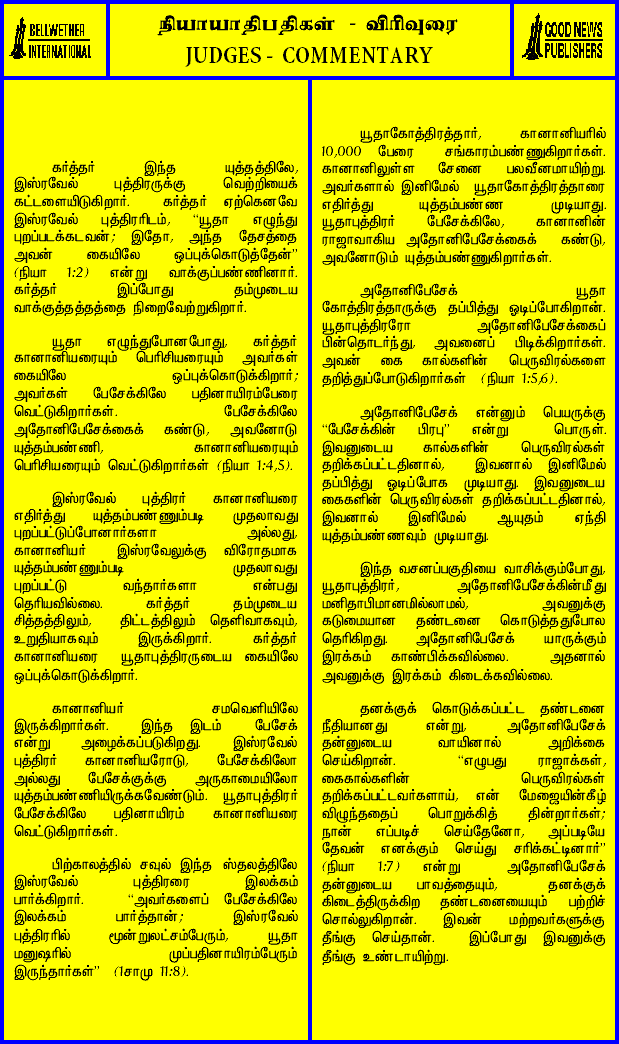 BELLWETHER
INTERNATIONAL
நியாயாதிபதிகள் - விரிவுரை
JUDGES - COMMENTARY
GOOD NEWS
PUBLISHERS
கர்த்தர் இந்த யுத்தத்திலே,
இஸ்ரவேல் புத்திரருக்கு வெற்றியைக்
கட்டளையிடுகிறார். கர்த்தர் ஏற்கெனவே
இஸ்ரவேல் புத்திரரிடம், “யூதா எழுந்து
புறப்படக்கடவன்; இதோ, அந்த தேசத்தை
அவன் கையிலே ஒப்புக்கொடுத்தேன்”
(நியா 1:2) என்று வாக்குப்பண்ணினார்.
கர்த்தர் இப்போது தம்முடைய
வாக்குத்தத்தத்தை நிறைவேற்றுகிறார்.
யூதா எழுந்துபோனபோது, கர்த்தர்
கானானியரையும் பெரிசியரையும் அவர்கள்
கையிலே ஒப்புக்கொடுக்கிறார்;
அவர்கள் பேசேக்கிலே பதினாயிரம்பேரை
வெட்டுகிறார்கள். பேசேக்கிலே
அதோனிபேசேக்கைக் கண்டு, அவனோடு
யுத்தம்பண்ணி, கானானியரையும்
பெரிசியரையும் வெட்டுகிறார்கள் (நியா 1:4,5).
இஸ்ரவேல் புத்திரர் கானானியரை
எதிர்த்து யுத்தம்பண்ணும்படி முதலாவது
புறப்பட்டுப்போனார்களா அல்லது,
கானானியர் இஸ்ரவேலுக்கு விரோதமாக
யுத்தம்பண்ணும்படி முதலாவது
புறப்பட்டு வந்தார்களா என்பது
தெரியவில்லை. கர்த்தர் தம்முடைய
சித்தத்திலும், திட்டத்திலும் தெளிவாகவும்,
உறுதியாகவும் இருக்கிறார். கர்த்தர்
கானானியரை யூதாபுத்திரருடைய கையிலே
ஒப்புக்கொடுக்கிறார்.
கானானியர் சமவெளியிலே
இருக்கிறார்கள். இந்த இடம் பேசேக்
என்று அழைக்கப்படுகிறது. இஸ்ரவேல்
புத்திரர் கானானியரோடு, பேசேக்கிலோ
அல்லது பேசேக்குக்கு அருகாமையிலோ
யுத்தம்பண்ணியிருக்கவேண்டும். யூதாபுத்திரர்
பேசேக்கிலே பதினாயிரம் கானானியரை
வெட்டுகிறார்கள்.
பிற்காலத்தில் சவுல் இந்த ஸ்தலத்திலே
இஸ்ரவேல் புத்திரரை இலக்கம்
பார்க்கிறார். “அவர்களைப் பேசேக்கிலே
இலக்கம் பார்த்தான்; இஸ்ரவேல்
புத்திரரில் மூன்றுலட்சம்பேரும், யூதா
மனுஷரில் முப்பதினாயிரம்பேரும்
இருந்தார்கள்” (1சாமு 11:8).
யூதாகோத்திரத்தார், கானானியரில்
10,000 பேரை சங்காரம்பண்ணுகிறார்கள்.
கானானிலுள்ள சேனை பலவீனமாயிற்று.
அவர்களால் இனிமேல் யூதாகோத்திரத்தாரை
எதிர்த்து யுத்தம்பண்ண முடியாது.
யூதாபுத்திரர் பேசேக்கிலே, கானானின்
ராஜாவாகிய அதோனிபேசேக்கைக் கண்டு,
அவனோடும் யுத்தம்பண்ணுகிறார்கள்.
அதோனிபேசேக் யூதா
கோத்திரத்தாருக்கு தப்பித்து ஓடிப்போகிறான்.
யூதாபுத்திரரோ அதோனிபேசேக்கைப்
பின்தொடர்ந்து, அவனைப் பிடிக்கிறார்கள்.
அவன் கை கால்களின் பெருவிரல்களை
தறித்துப்போடுகிறார்கள் (நியா 1:5,6).
அதோனிபேசேக் என்னும் பெயருக்கு
“பேசேக்கின் பிரபு” என்று பொருள்.
இவனுடைய கால்களின் பெருவிரல்கள்
தறிக்கப்பட்டதினால், இவனால் இனிமேல்
தப்பித்து ஓடிப்போக முடியாது. இவனுடைய
கைகளின் பெருவிரல்கள் தறிக்கப்பட்டதினால்,
இவனால் இனிமேல் ஆயுதம் ஏந்தி
யுத்தம்பண்ணவும் முடியாது.
இந்த வசனப்பகுதியை வாசிக்கும்போது,
யூதாபுத்திரர், அதோனிபேசேக்கின்மீது
மனிதாபிமானமில்லாமல், அவனுக்கு
கடுமையான தண்டனை கொடுத்ததுபோல
தெரிகிறது. அதோனிபேசேக் யாருக்கும்
இரக்கம் காண்பிக்கவில்லை. அதனால்
அவனுக்கு இரக்கம் கிடைக்கவில்லை.
தனக்குக் கொடுக்கப்பட்ட தண்டனை
நீதியானது என்று, அதோனிபேசேக்
தன்னுடைய வாயினால் அறிக்கை
செய்கிறான். “எழுபது ராஜாக்கள்,
கைகால்களின் பெருவிரல்கள்
தறிக்கப்பட்டவர்களாய், என் மேஜையின்கீழ்
விழுந்ததைப் பொறுக்கித் தின்றார்கள்;
நான் எப்படிச் செய்தேனோ, அப்படியே
தேவன் எனக்கும் செய்து சரிக்கட்டினார்”
(நியா 1:7) என்று அதோனிபேசேக்
தன்னுடைய பாவத்தையும், தனக்குக்
கிடைத்திருக்கிற தண்டனையையும் பற்றிச்
சொல்லுகிறான். இவன் மற்றவர்களுக்கு
தீங்கு செய்தான். இப்போது இவனுக்கு
தீங்கு உண்டாயிற்று.